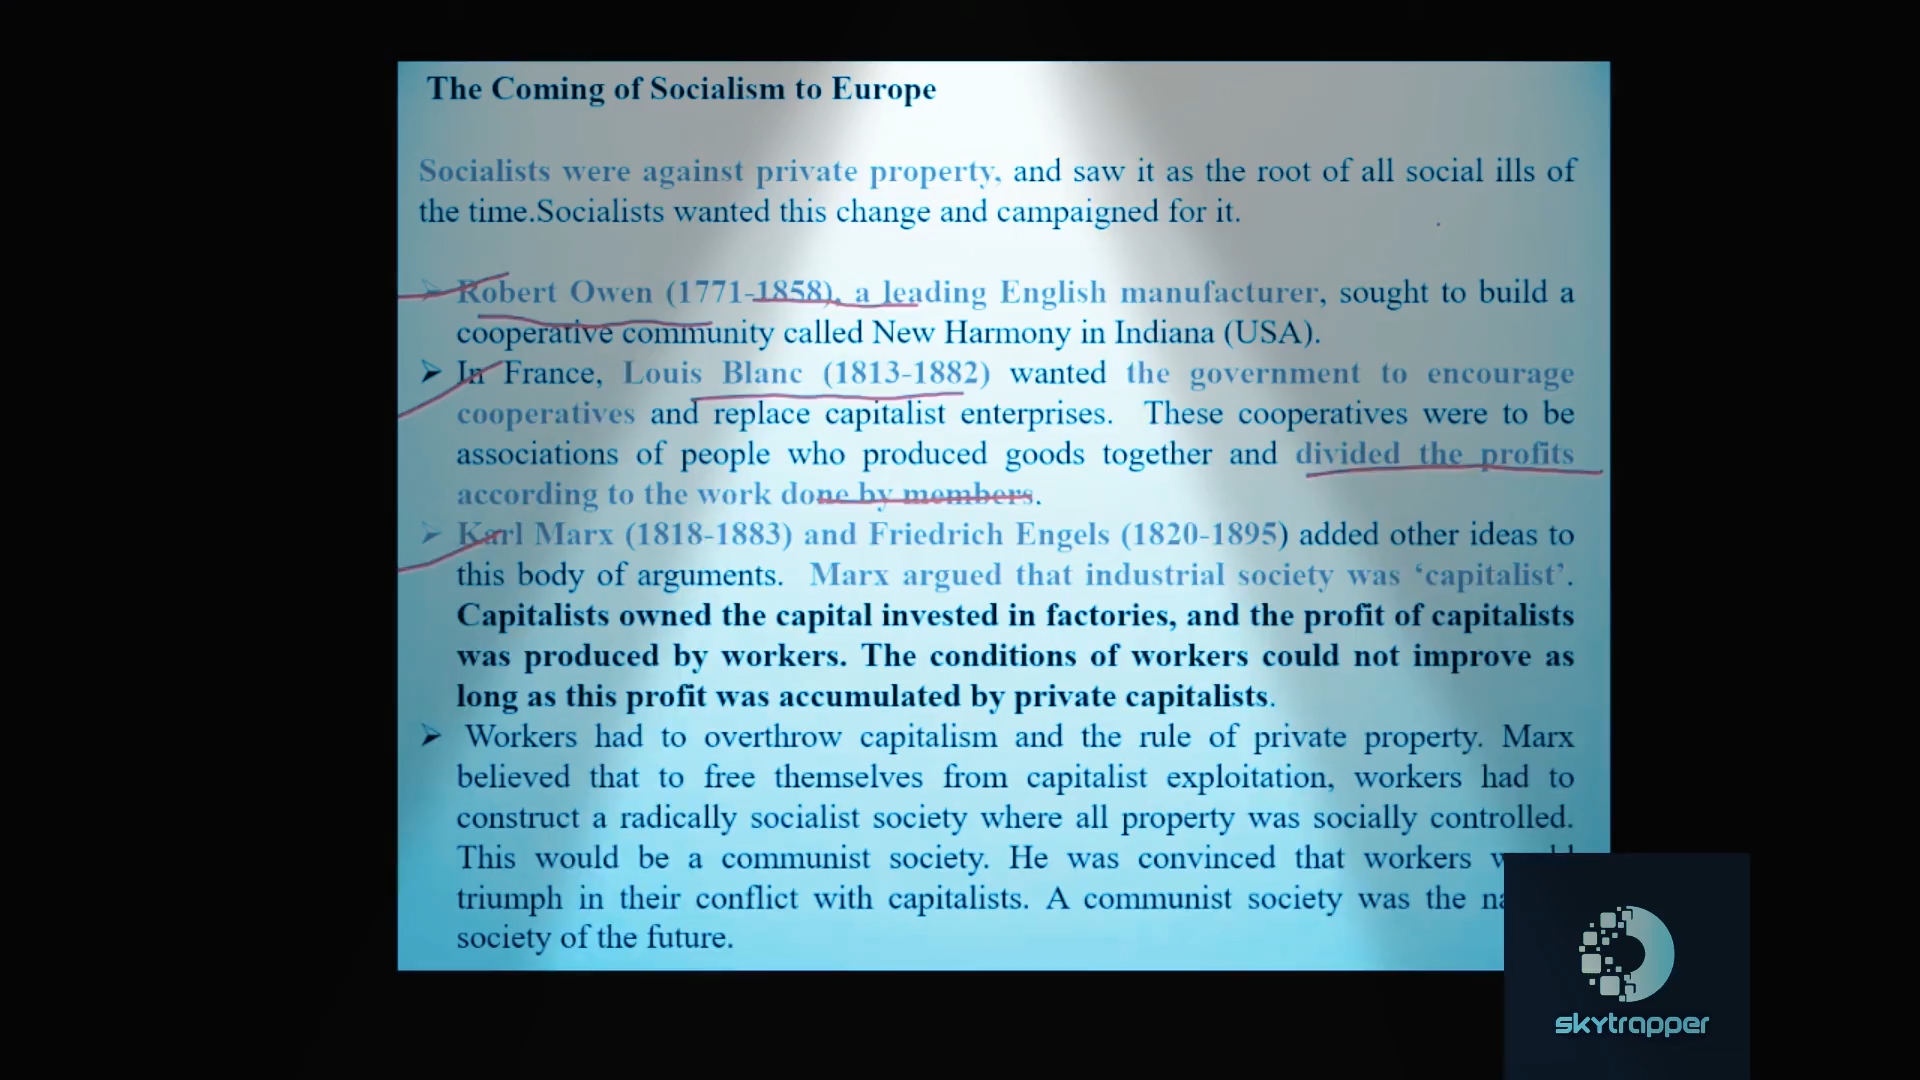 The Coming of Socialism to Europe
Socialists were against private property, and saw it as the root of all social ills of
the time.Socialists wanted this change and campaigned for it.
➢ Robert Owen (1771-1858), a leading English manufacturer, sought to build a
cooperative community called New Harmony in Indiana (USA).
➢ In France, Louis Blanc (1813-1882) wanted the government to encourage
cooperatives and replace capitalist enterprises. These cooperatives were to be
associations of people who produced goods together and divided the profits
according to the work done by members.
➢ Karl Marx (1818-1883) and Friedrich Engels (1820-1895) added other ideas to
this body of arguments. Marx argued that industrial society was ‘capitalist’.
Capitalists owned the capital invested in factories, and the profit of capitalists
was produced by workers. The conditions of workers could not improve as
long as this profit was accumulated by private capitalists.
➢ Workers had to overthrow capitalism and the rule of private property. Marx
believed that to free themselves from capitalist exploitation, workers had to
construct a radically socialist society where all property was socially controlled.
This would be a communist society. He was convinced that workers
triumph in their conflict with capitalists. A communist society was the
society of the future.
skytrapper